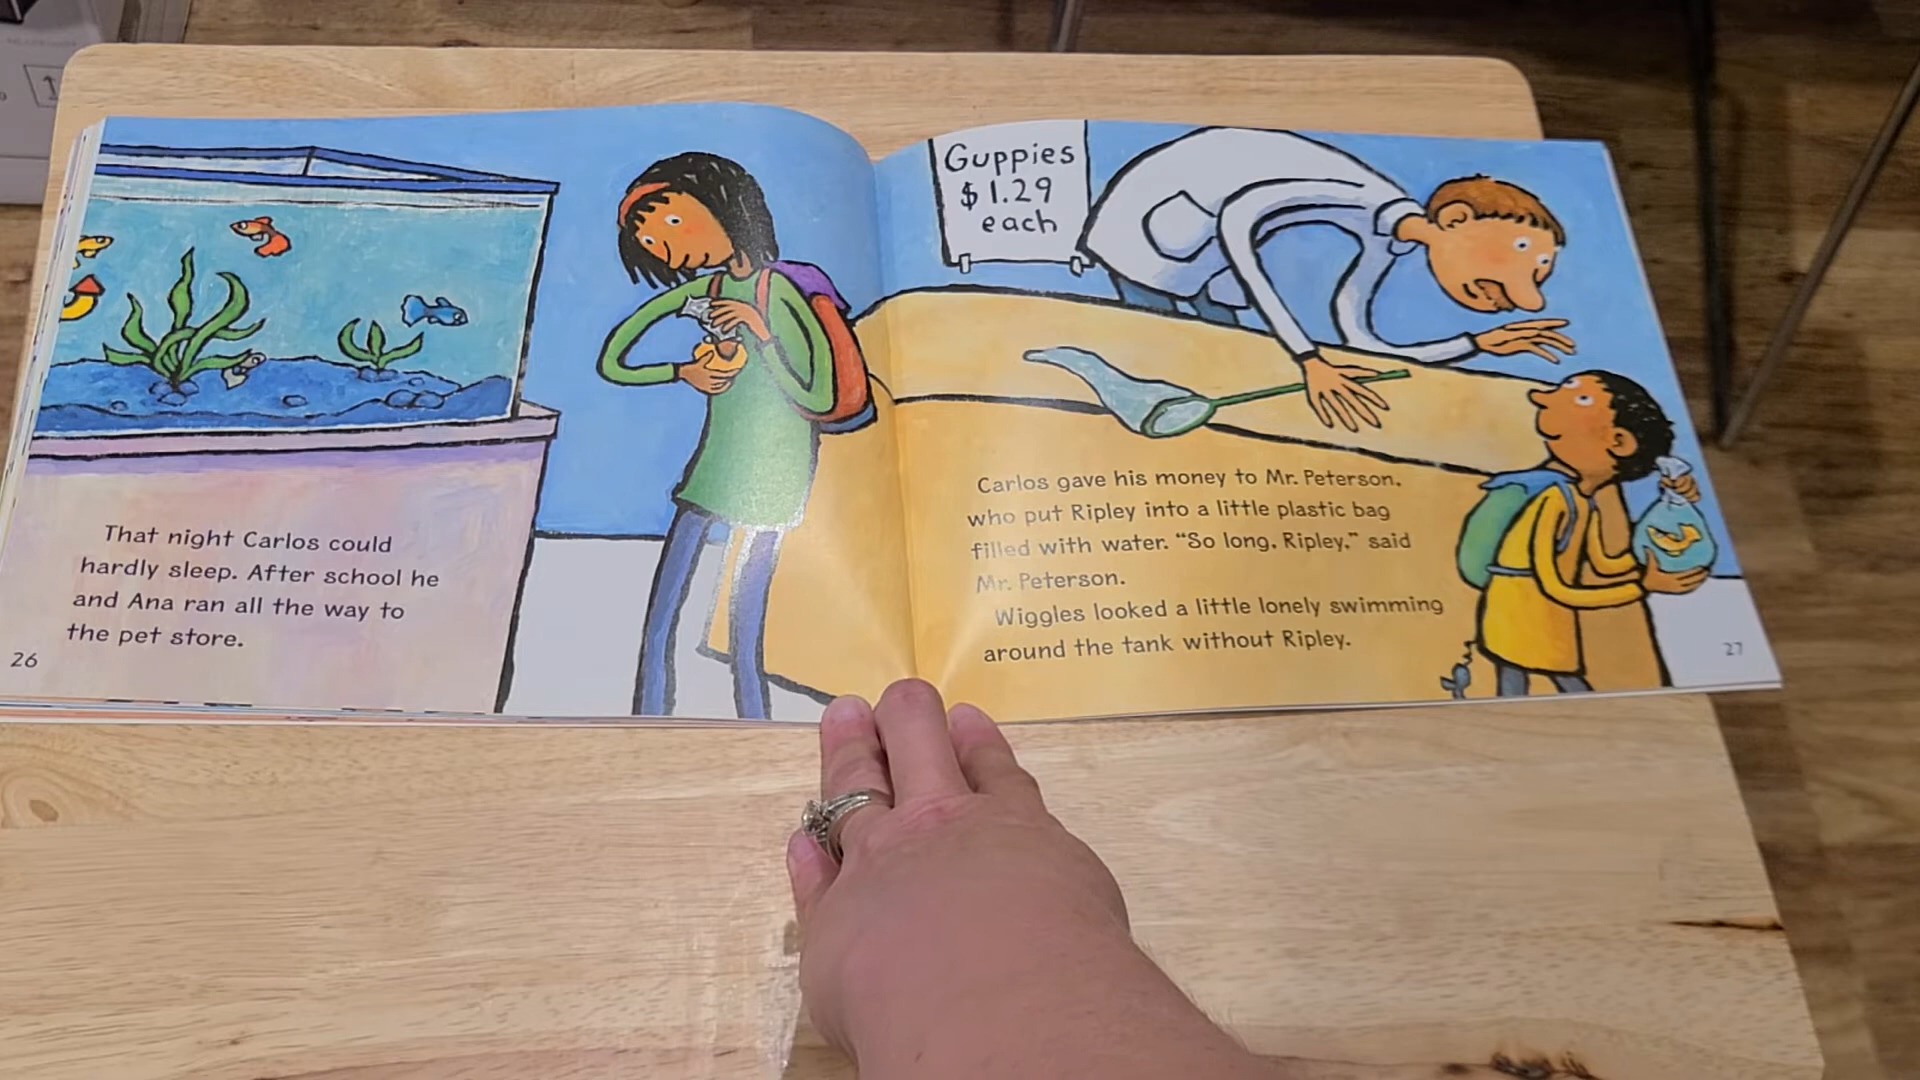 That night Carlos could
hardly sleep. After school he
and Ana ran all the way to
the pet store.
26
Guppies
$1.29
each
Carlos gave his money to Mr. Peterson,
who put Ripley into a little plastic bag
filled with water. “So long, Ripley,” said
Mr. Peterson.
Wiggles looked a little lonely swimming
around the tank without Ripley.
27